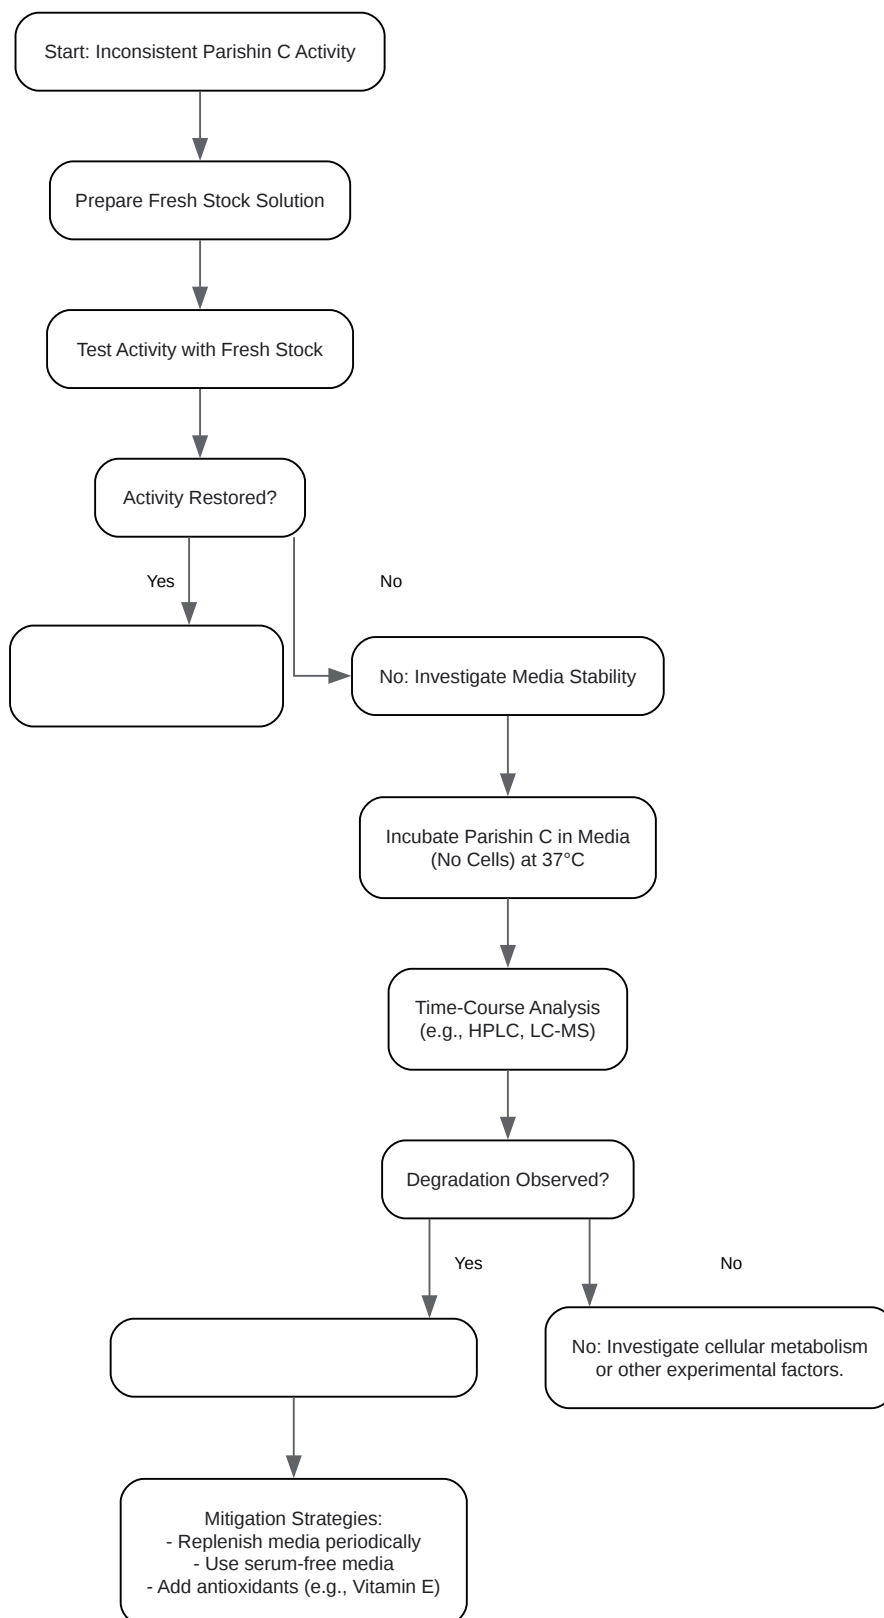 Start: Inconsistent Parishin C Activity
Prepare Fresh Stock Solution
Test Activity with Fresh Stock
Activity Restored?
Yes
No
No: Investigate Media Stability
Incubate Parishin C in Media
(No Cells) at 37°C
Time-Course Analysis
(e.g., HPLC, LC-MS)
Degradation Observed?
Yes
No
No: Investigate cellular metabolism
or other experimental factors.
Mitigation Strategies:
- Replenish media periodically
- Use serum-free media
- Add antioxidants (e.g., Vitamin E)